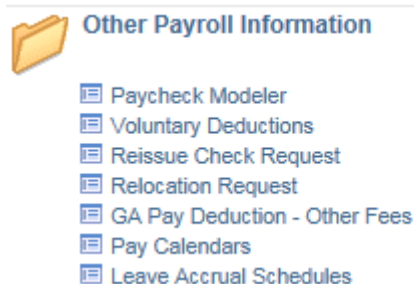 Other Payroll Information
Paycheck Modeler
Voluntary Deductions
Reissue Check Request
Relocation Request
GA Pay Deduction - Other Fees
Pay Calendars
Leave Accrual Schedules